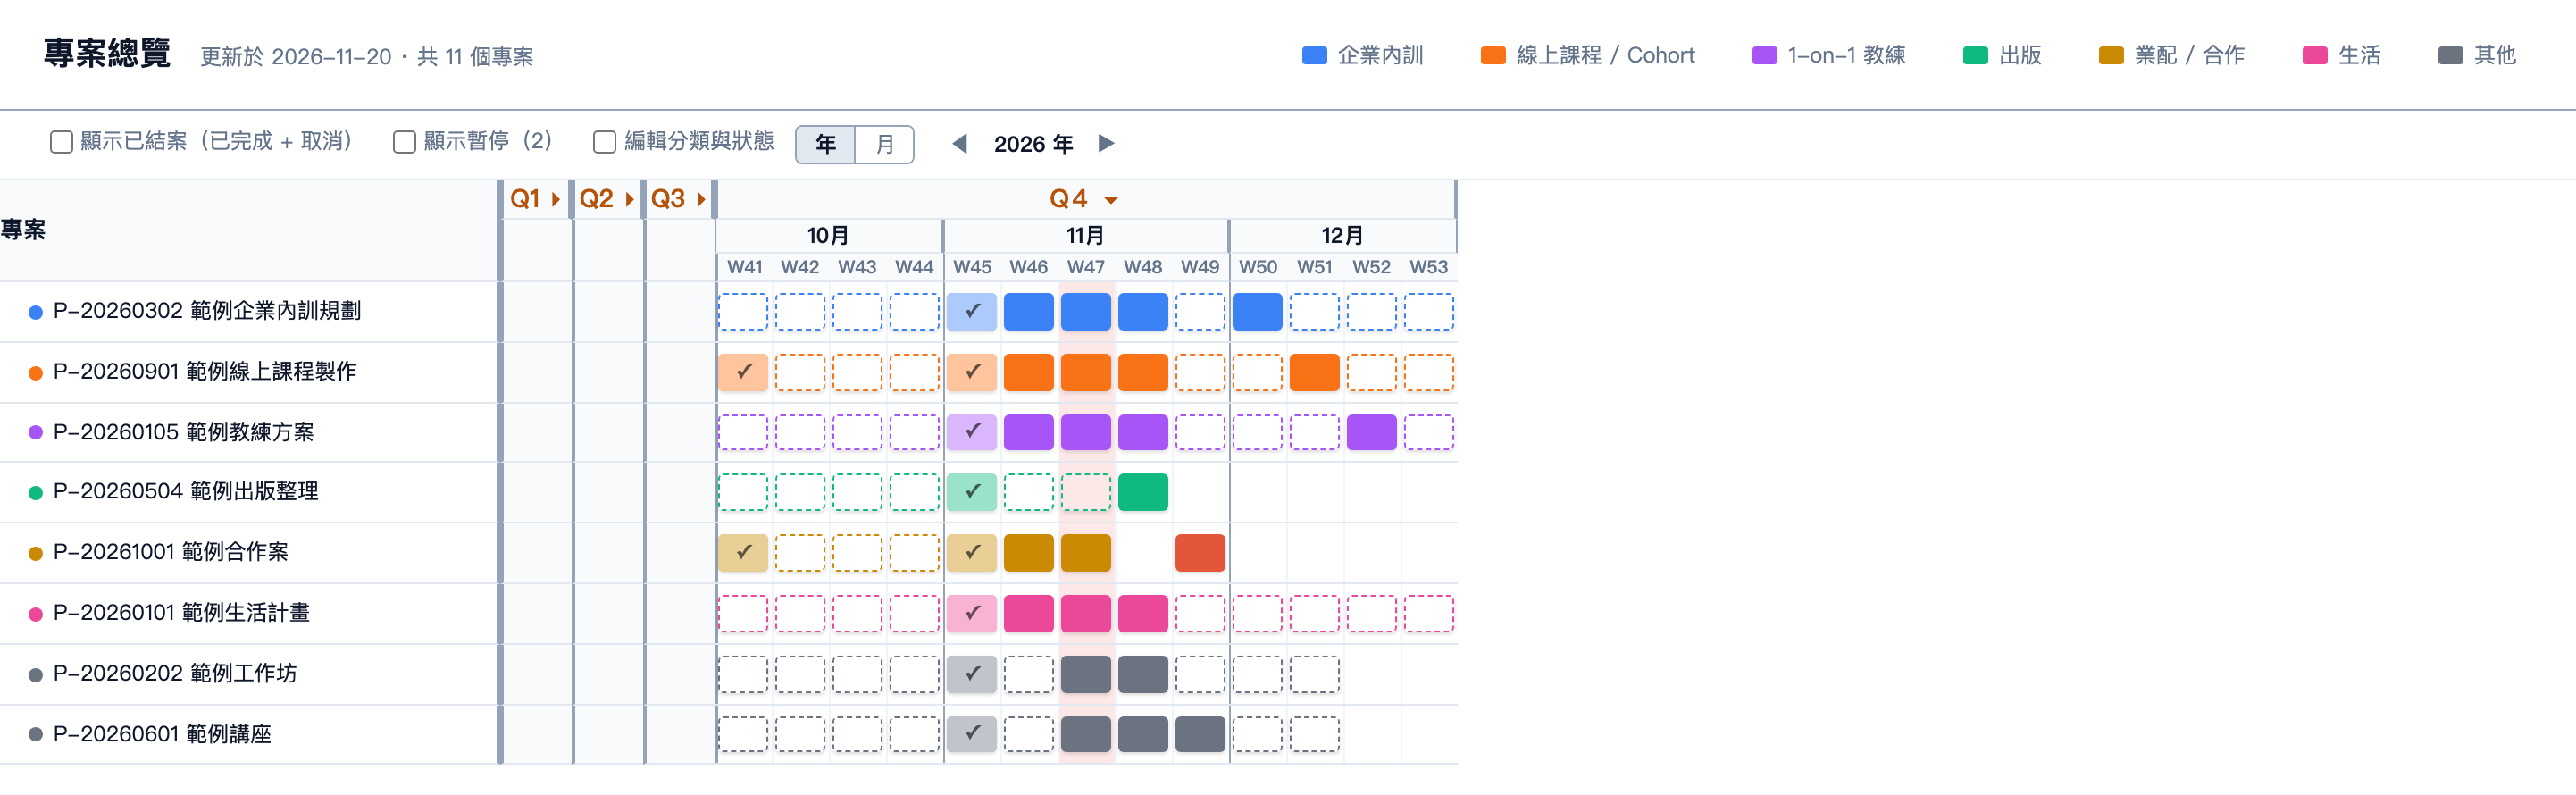 專案總覽 更新於 2026-11-20 · 共 11 個專案
企業內訓 線上課程 / Cohort 1-on-1 教練 出版 業配 / 合作 生活 其他
顯示已結案（已完成 + 取消） 顯示暫停（2） 編輯分類與狀態 年 月 ◀ 2026 年 ▶
專案 Q1 ▸ Q2 ▸ Q3 ▸ Q4 ▾
10月 11月 12月
W41 W42 W43 W44 W45 W46 W47 W48 W49 W50 W51 W52 W53
P-20260302 範例企業內訓規劃 ✓
P-20260901 範例線上課程製作 ✓ ✓
P-20260105 範例教練方案 ✓
P-20260504 範例出版整理 ✓
P-20261001 範例合作案 ✓ ✓
P-20260101 範例生活計畫 ✓
P-20260202 範例工作坊 ✓
P-20260601 範例講座 ✓